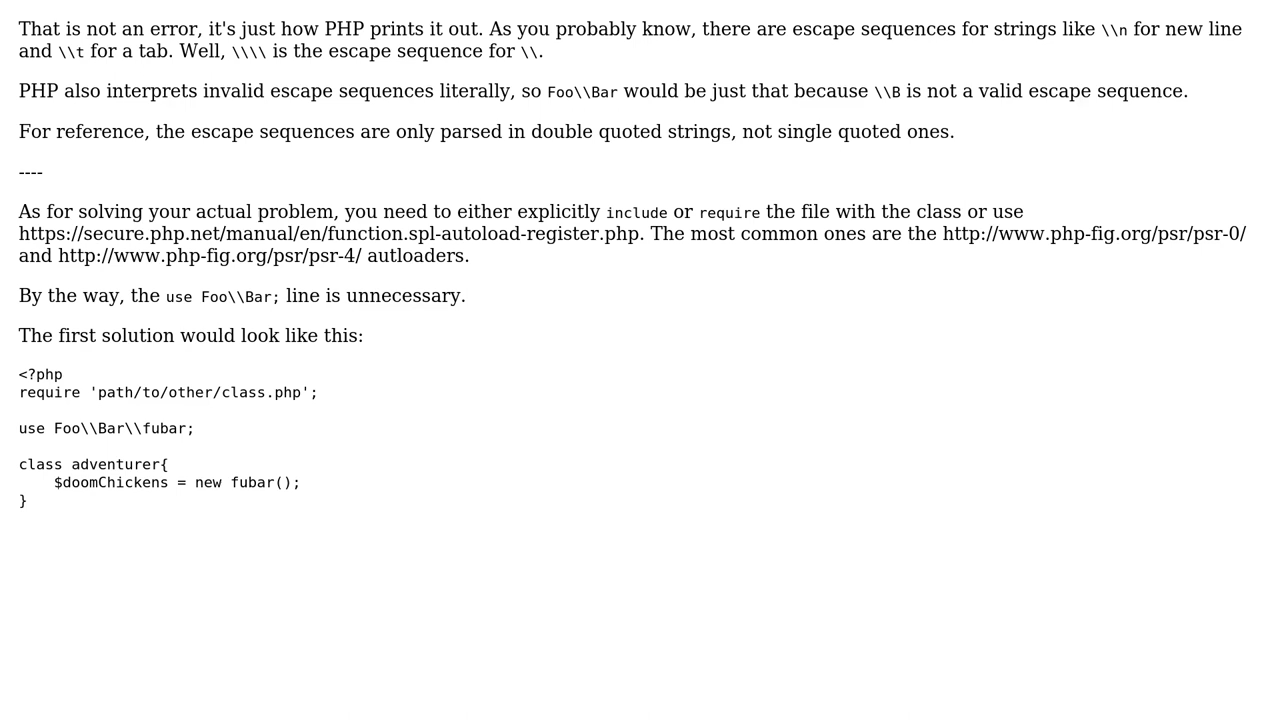 That is not an error, it's just how PHP prints it out. As you probably know, there are escape sequences for strings like \\n for new line
and \\t for a tab. Well, \\\\ is the escape sequence for \\.
PHP also interprets invalid escape sequences literally, so Foo\\Bar would be just that because \\B is not a valid escape sequence.
For reference, the escape sequences are only parsed in double quoted strings, not single quoted ones.
----
As for solving your actual problem, you need to either explicitly include or require the file with the class or use
https://secure.php.net/manual/en/function.spl-autoload-register.php. The most common ones are the http://www.php-fig.org/psr/psr-0/
and http://www.php-fig.org/psr/psr-4/ autloaders.
By the way, the use Foo\\Bar; line is unnecessary.
The first solution would look like this:
<?php
require 'path/to/other/class.php';
use Foo\\Bar\\fubar;
class adventurer{
    $doomChickens = new fubar();
}